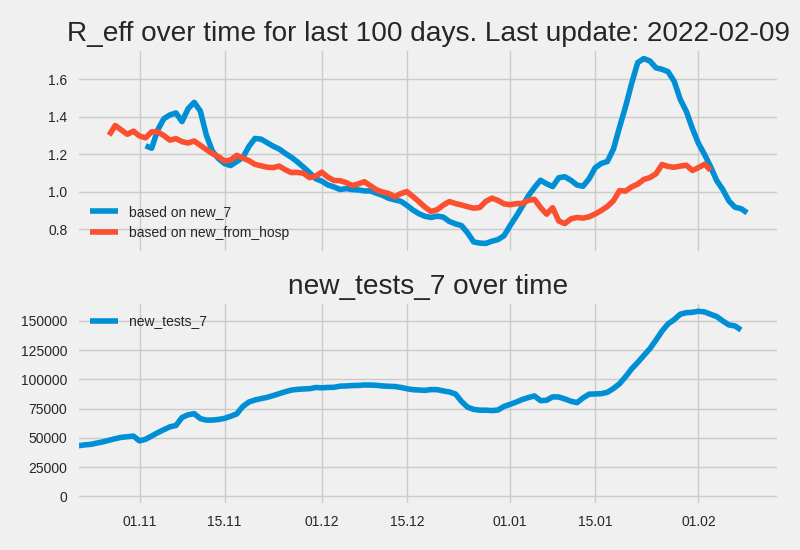 R_eff over time for last 100 days. Last update: 2022-02-09
1.6
1.4
1.2
1.0
0.8
based on new_7
based on new_from_hosp
new_tests_7 over time
150000
125000
100000
75000
50000
25000
0
new_tests_7
01.11 15.11 01.12 15.12 01.01 15.01 01.02